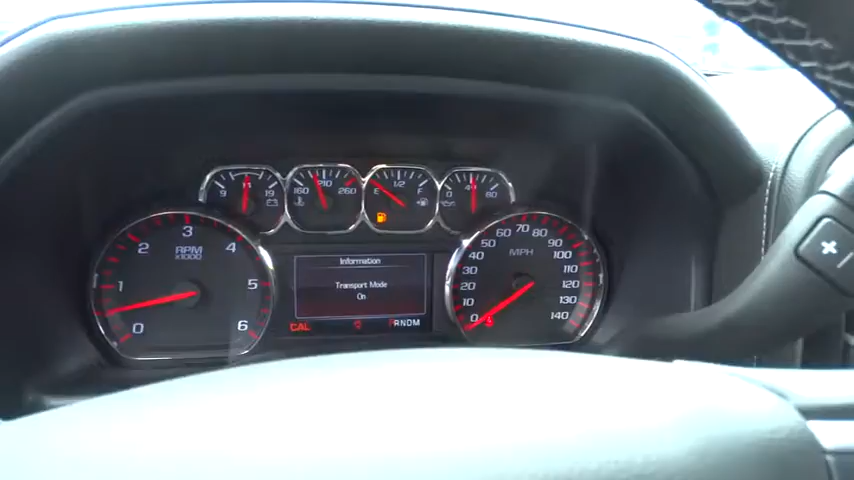 9 14 19
160 210 260
E 1/2 F
0 40 80
0 1 2 3 4 5 6
RPM
x1000
Information
Transport Mode
On
CAL
PRNDM
0 20 30 40 50 60 70 80 90 100 110 120 130 140
MPH
+
-